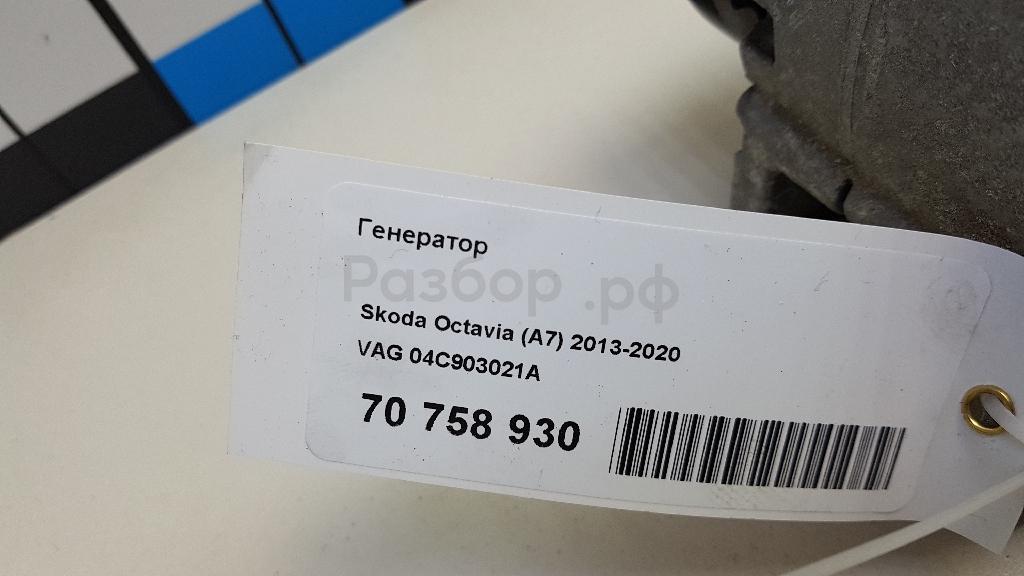 Генератор
Разбор.рф
Skoda Octavia (A7) 2013-2020
VAG 04C903021A
70 758 930